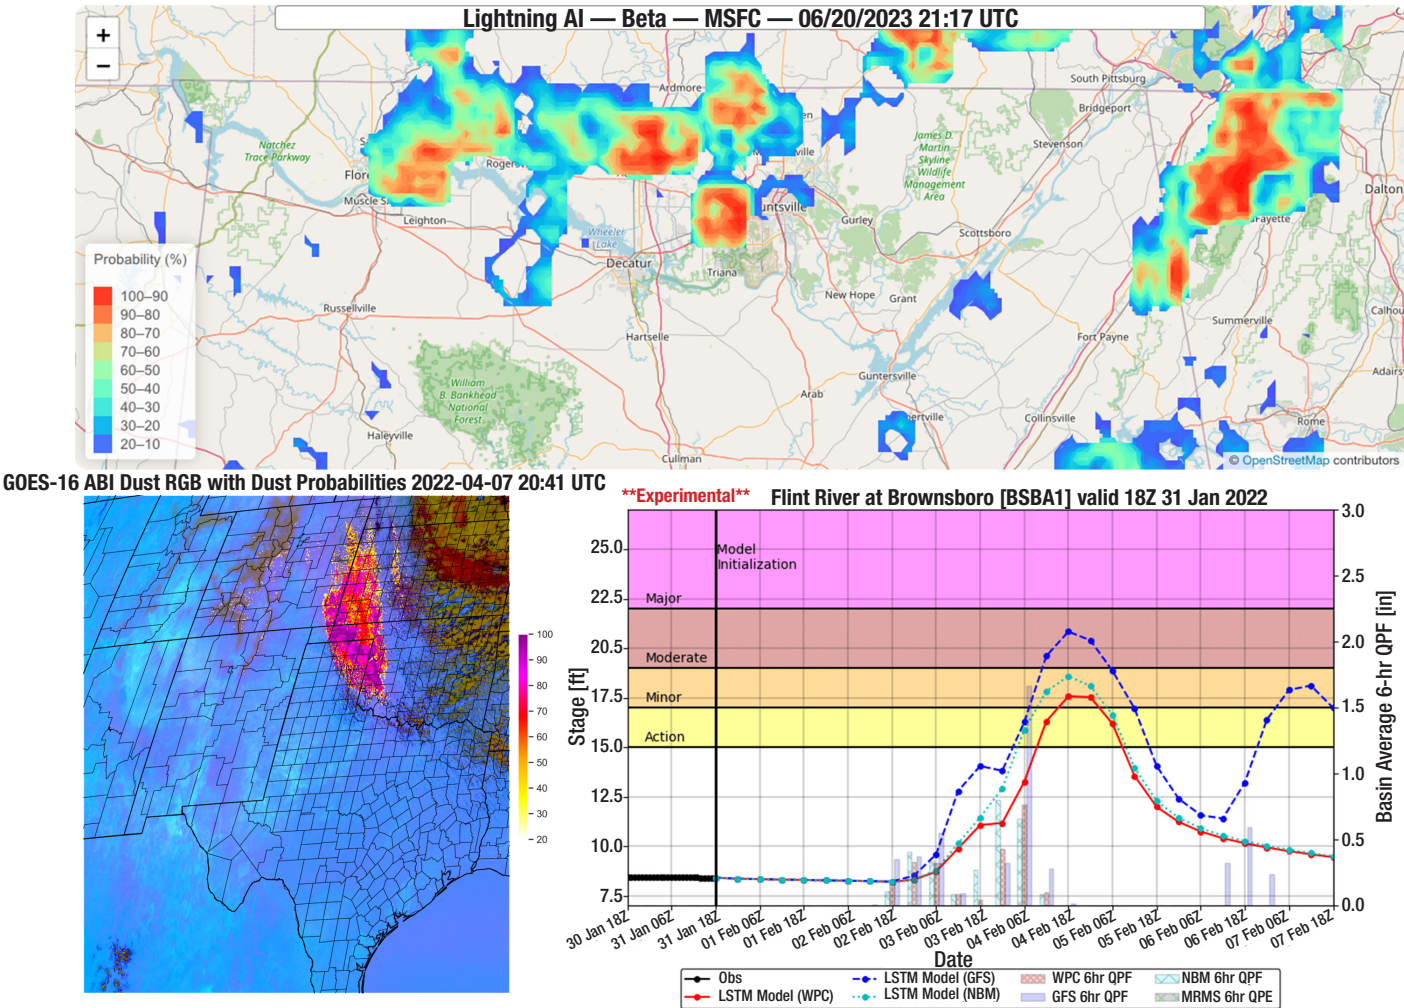 Lightning AI — Beta — MSFC — 06/20/2023 21:17 UTC
+
−
Ardmore
South Pittsburg
Bridgeport
Stevenson
Natchez
Trace Parkway
James D.
Martin
Skyline
Wildlife
Management
Area
Dalton
Muscle S
Leighton
Gurley
Scottsboro
Wheeler
Lake
Decatur
Triana
New Hope
Grant
Russellville
Hartselle
Fort Payne
Summerville
Guntersville
William
B. Bankhead
National
Forest
Arab
Collinsville
Rome
Haleyville
Cullman
Probability (%)
100–90
90–80
80–70
70–60
60–50
50–40
40–30
30–20
20–10
© OpenStreetMap contributors
GOES-16 ABI Dust RGB with Dust Probabilities 2022-04-07 20:41 UTC
100
90
80
70
60
50
40
30
20
**Experimental** Flint River at Brownsboro [BSBA1] valid 18Z 31 Jan 2022
Model
Initialization
Major
Moderate
Minor
Action
Stage [ft]
25.0
22.5
20.5
17.5
15.0
12.5
10.0
7.5
3.0
2.5
2.0
1.5
1.0
0.5
0.0
Basin Average 6-hr QPF [in]
30 Jan 18Z
31 Jan 06Z
31 Jan 18Z
01 Feb 06Z
01 Feb 18Z
02 Feb 06Z
02 Feb 18Z
03 Feb 06Z
03 Feb 18Z
04 Feb 06Z
04 Feb 18Z
05 Feb 06Z
05 Feb 18Z
06 Feb 06Z
06 Feb 18Z
07 Feb 06Z
07 Feb 18Z
Date
Obs
LSTM Model (WPC)
LSTM Model (GFS)
LSTM Model (NBM)
WPC 6hr QPF
GFS 6hr QPF
NBM 6hr QPF
MRMS 6hr QPE